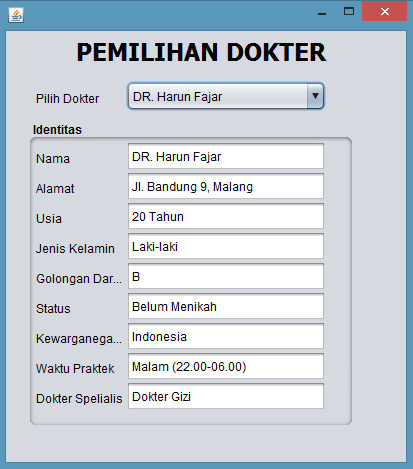 PEMILIHAN DOKTER
Pilih Dokter DR. Harun Fajar
Identitas
Nama DR. Harun Fajar
Alamat Jl. Bandung 9, Malang
Usia 20 Tahun
Jenis Kelamin Laki-laki
Golongan Dar... B
Status Belum Menikah
Kewarganega... Indonesia
Waktu Praktek Malam (22.00-06.00)
Dokter Spelialis Dokter Gizi